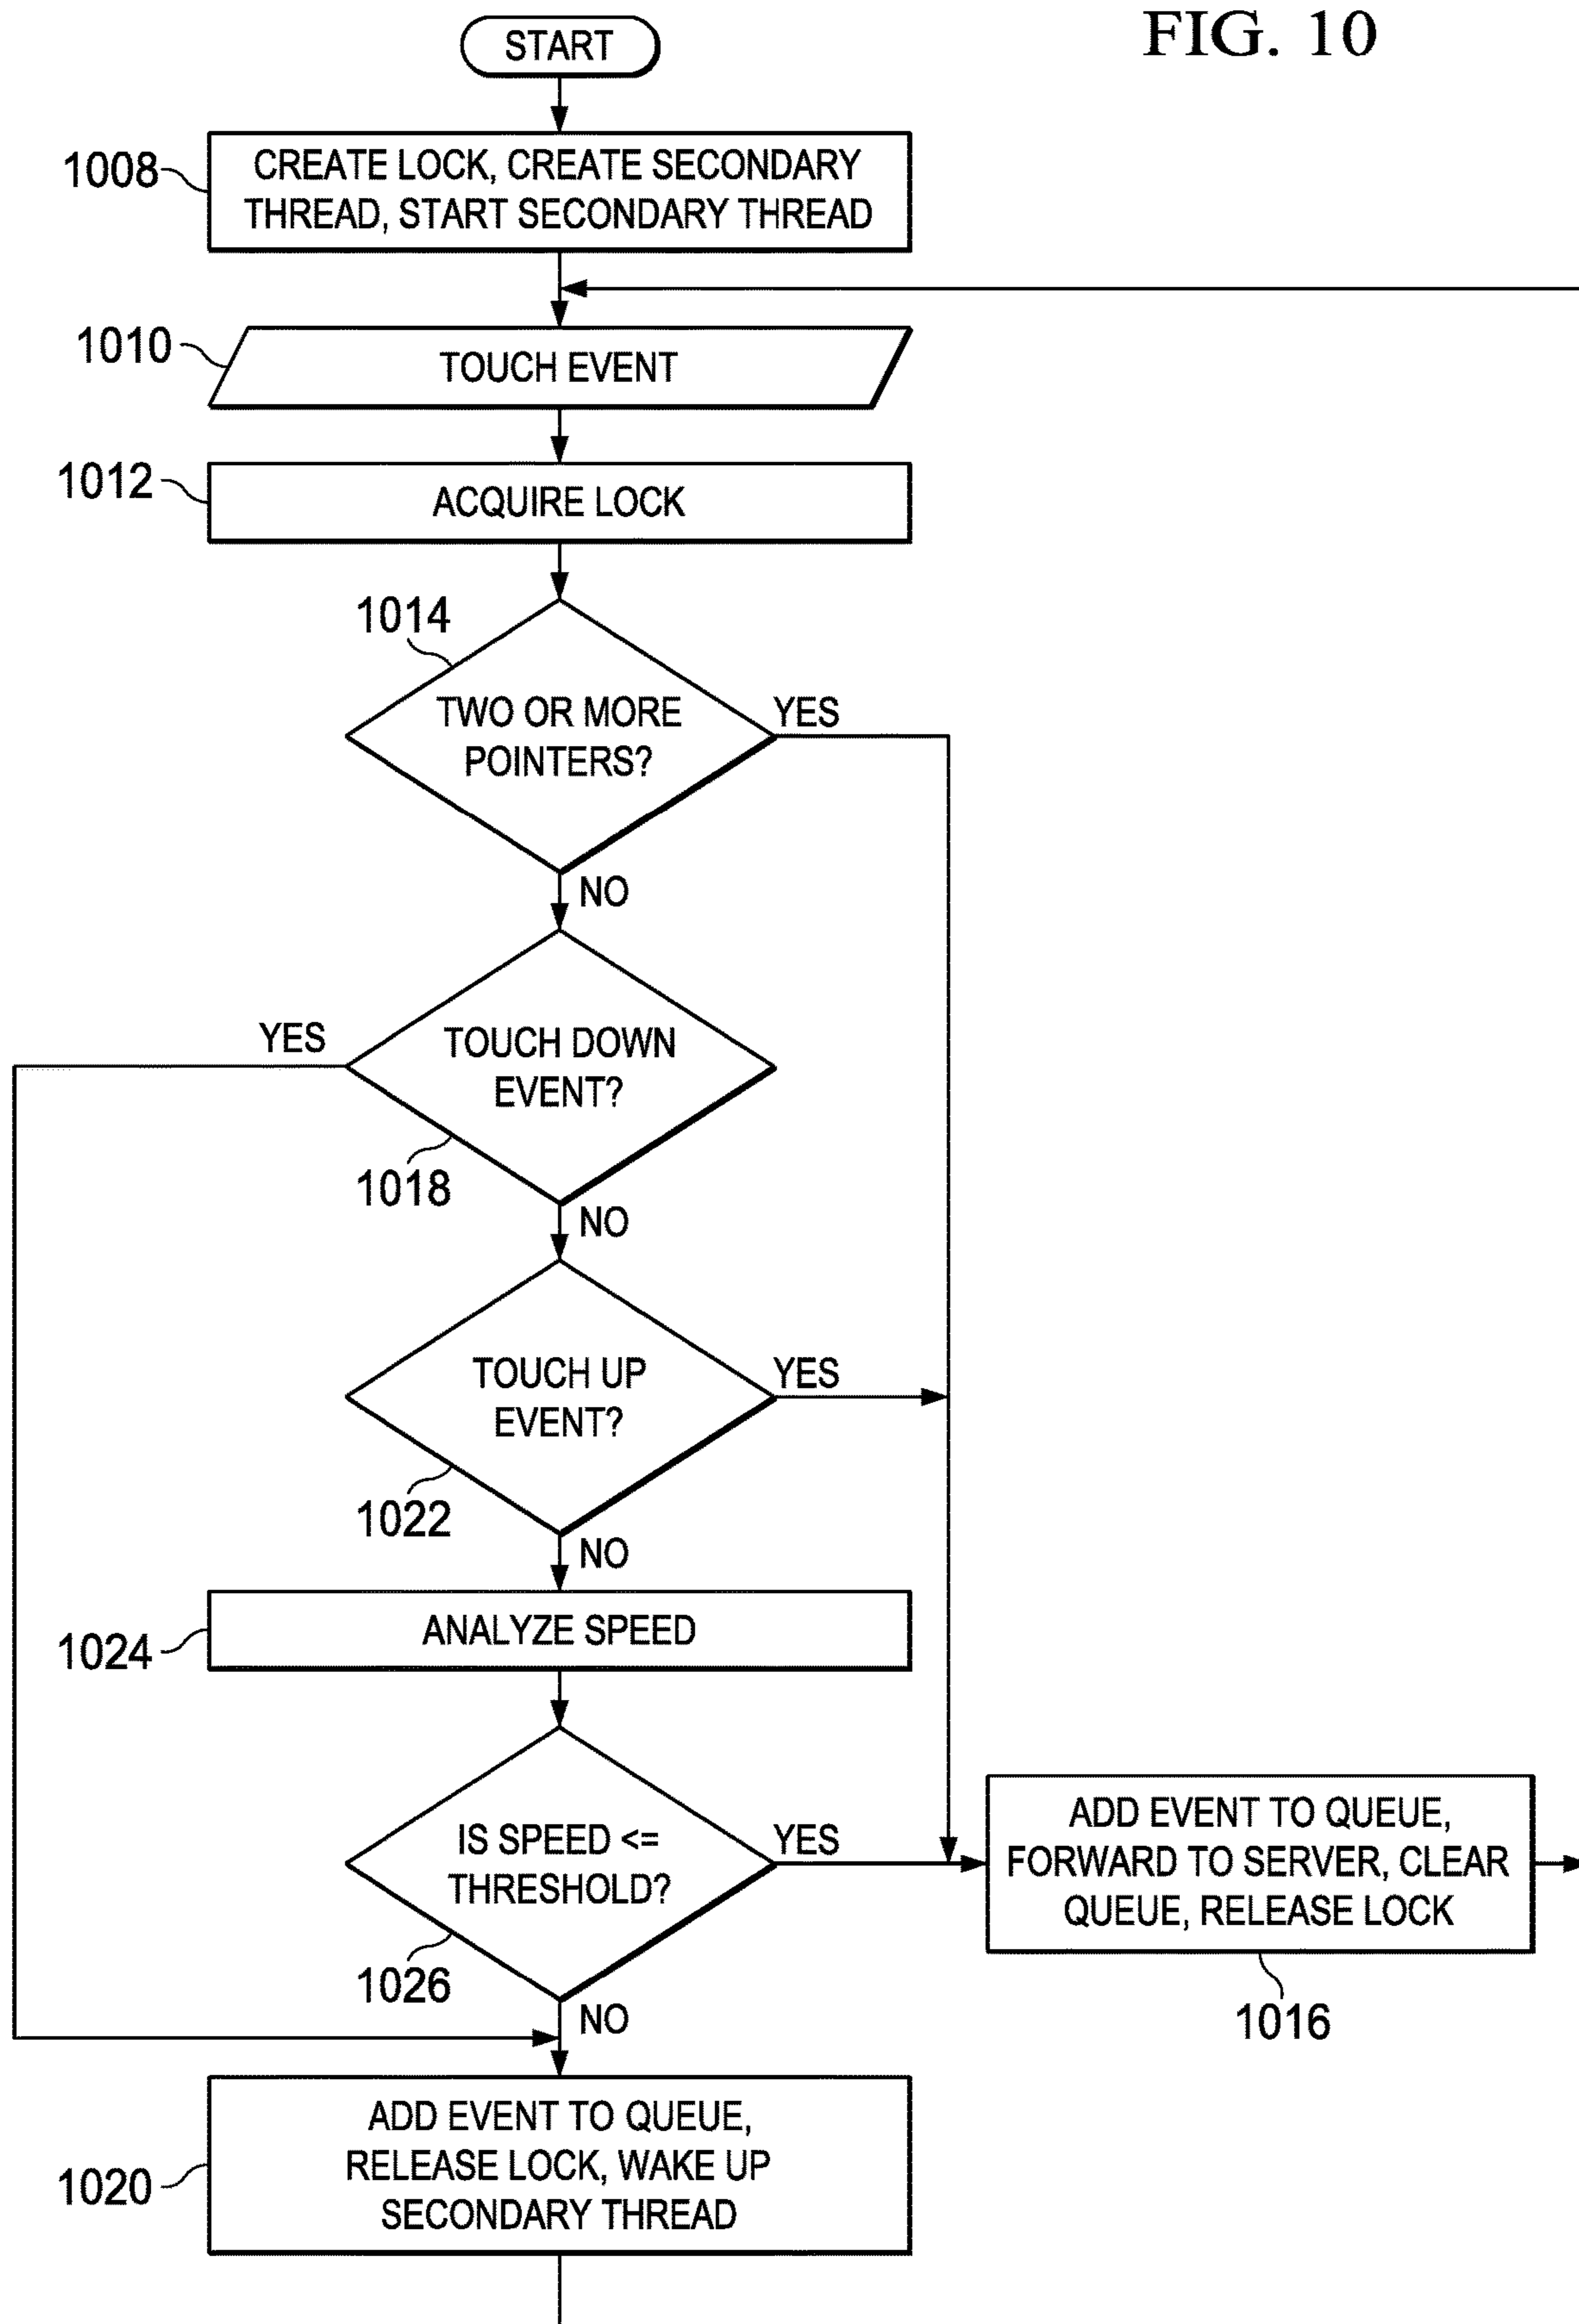 FIG. 10
START
1008
CREATE LOCK, CREATE SECONDARY
THREAD, START SECONDARY THREAD
1010
TOUCH EVENT
1012
ACQUIRE LOCK
1014
TWO OR MORE
POINTERS?
YES
NO
YES
TOUCH DOWN
EVENT?
1018
NO
TOUCH UP
EVENT?
YES
1022
NO
1024
ANALYZE SPEED
IS SPEED <=
THRESHOLD?
YES
1026
NO
ADD EVENT TO QUEUE,
FORWARD TO SERVER, CLEAR
QUEUE, RELEASE LOCK
1016
1020
ADD EVENT TO QUEUE,
RELEASE LOCK, WAKE UP
SECONDARY THREAD